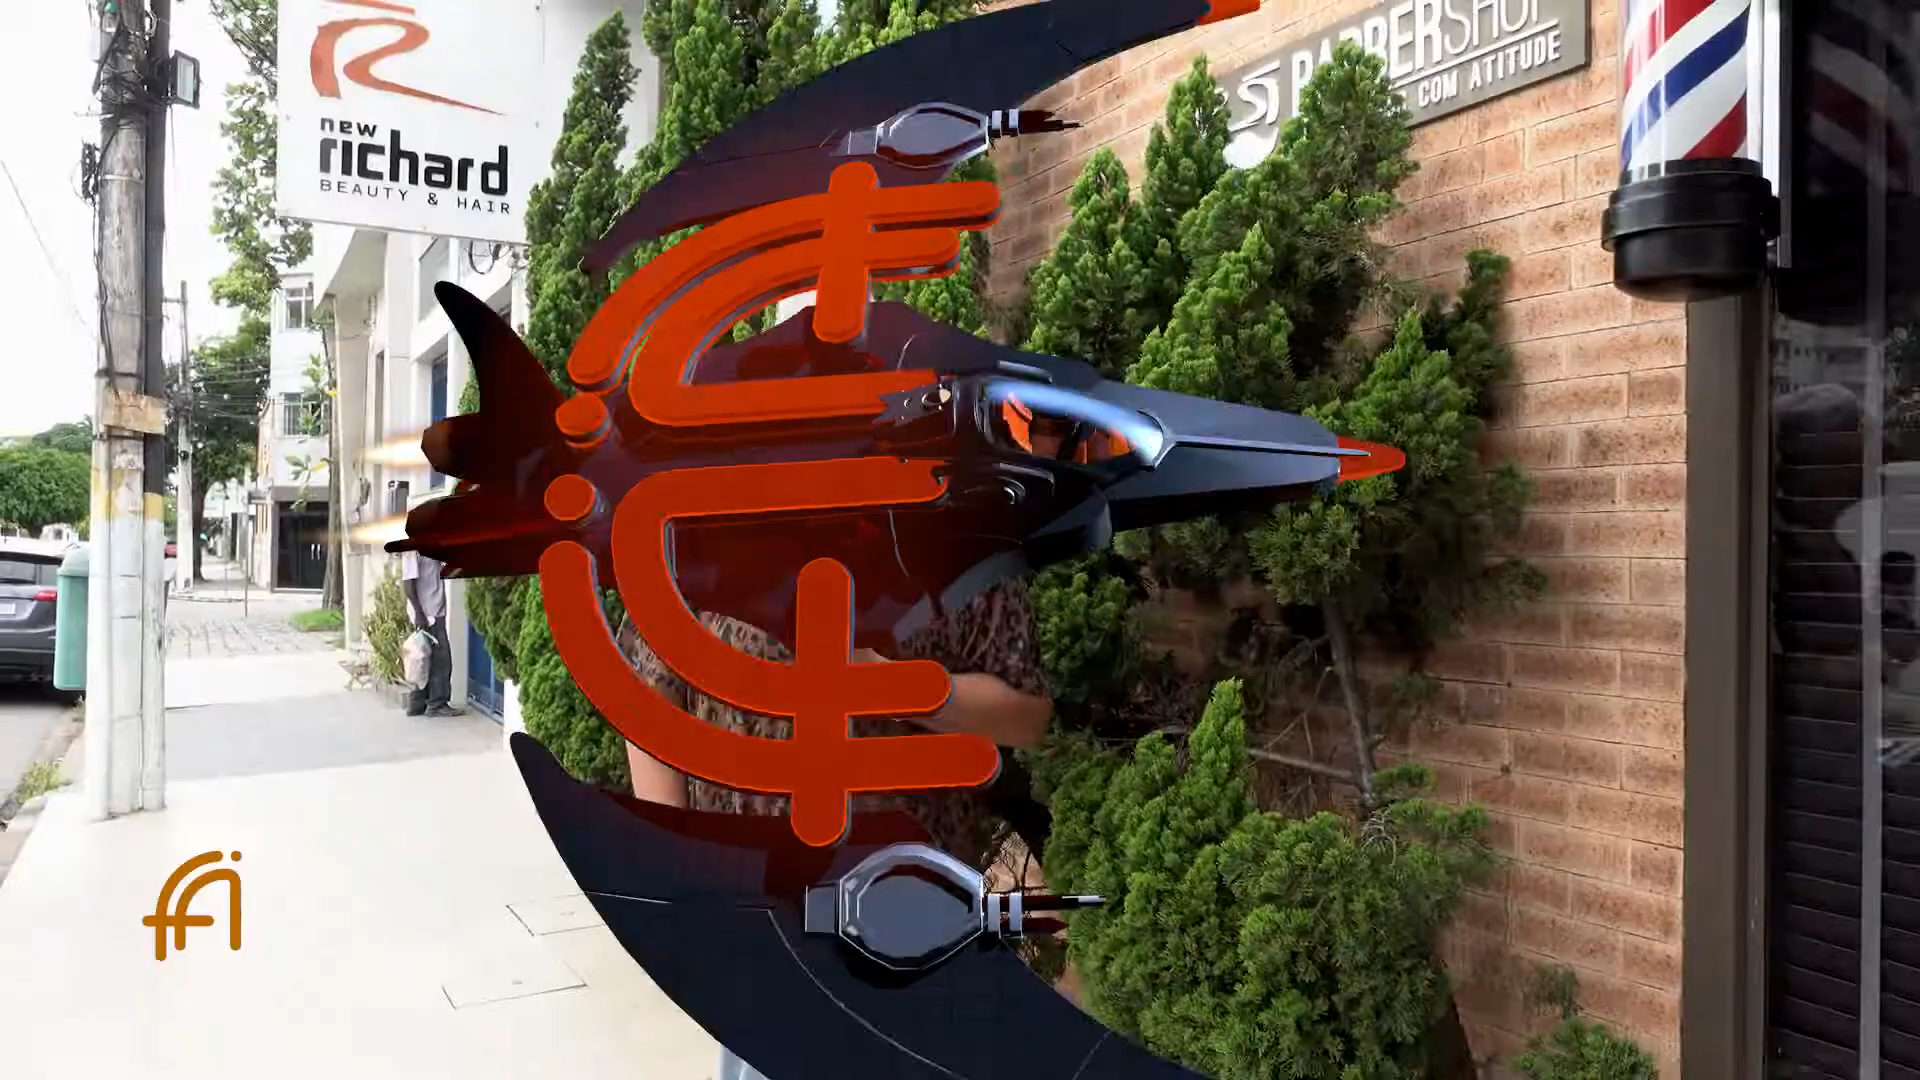 new
richard
BEAUTY & HAIR
BARBERSHOP
COM ATITUDE